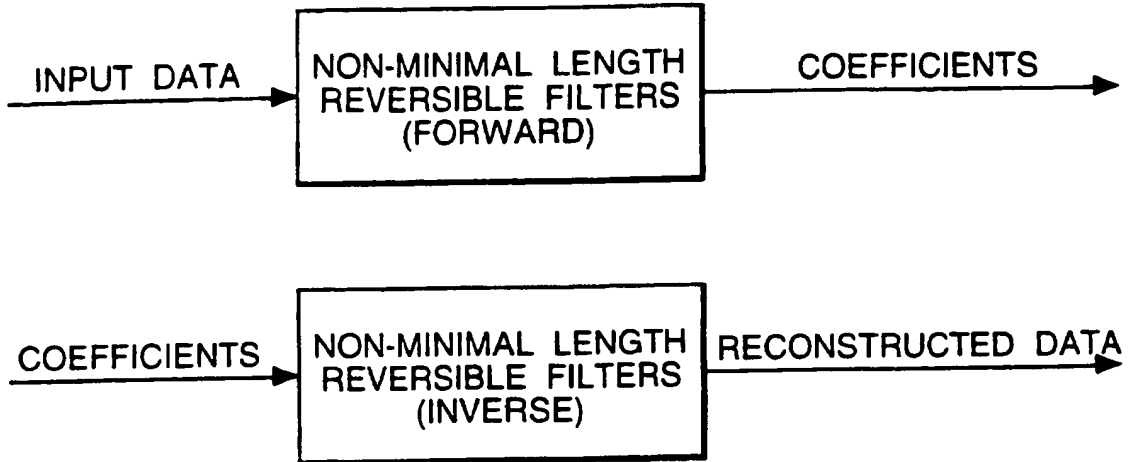 INPUT DATA
NON-MINIMAL LENGTH
REVERSIBLE FILTERS
(FORWARD)
COEFFICIENTS
COEFFICIENTS
NON-MINIMAL LENGTH
REVERSIBLE FILTERS
(INVERSE)
RECONSTRUCTED DATA